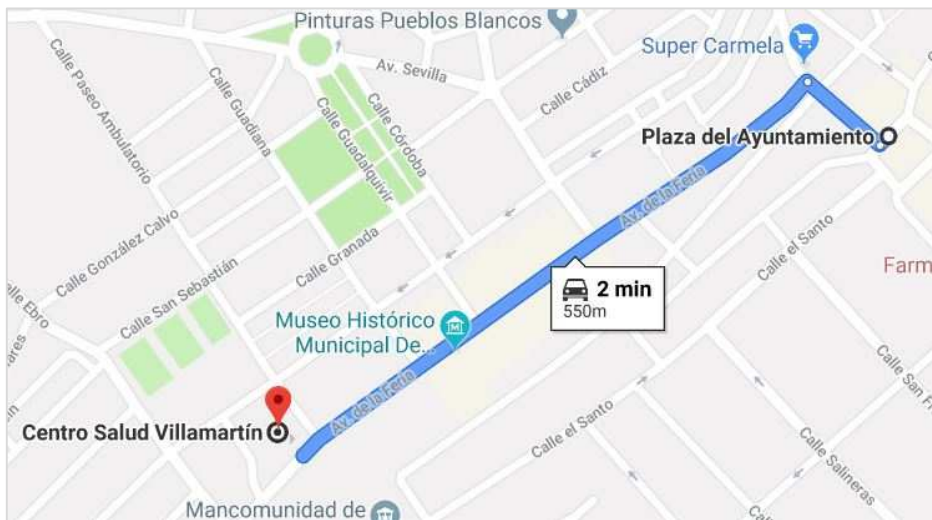 Pinturas Pueblos Blancos
Super Carmela
Av. Sevilla
Calle Cádiz
Calle Paseo Ambulatorio
Calle Guadiana
Calle Guadalquivir
Calle Córdoba
Plaza del Ayuntamiento
Av. de la Feria
Calle González Calvo
Calle Granada
Calle el Santo
Calle San Sebastián
Farm
2 min
550m
Calle Ebro
Museo Histórico
Municipal De...
Av. de la Feria
Centro Salud Villamartín
Calle el Santo
Calle San F
Calle Salineras
Mancomunidad de